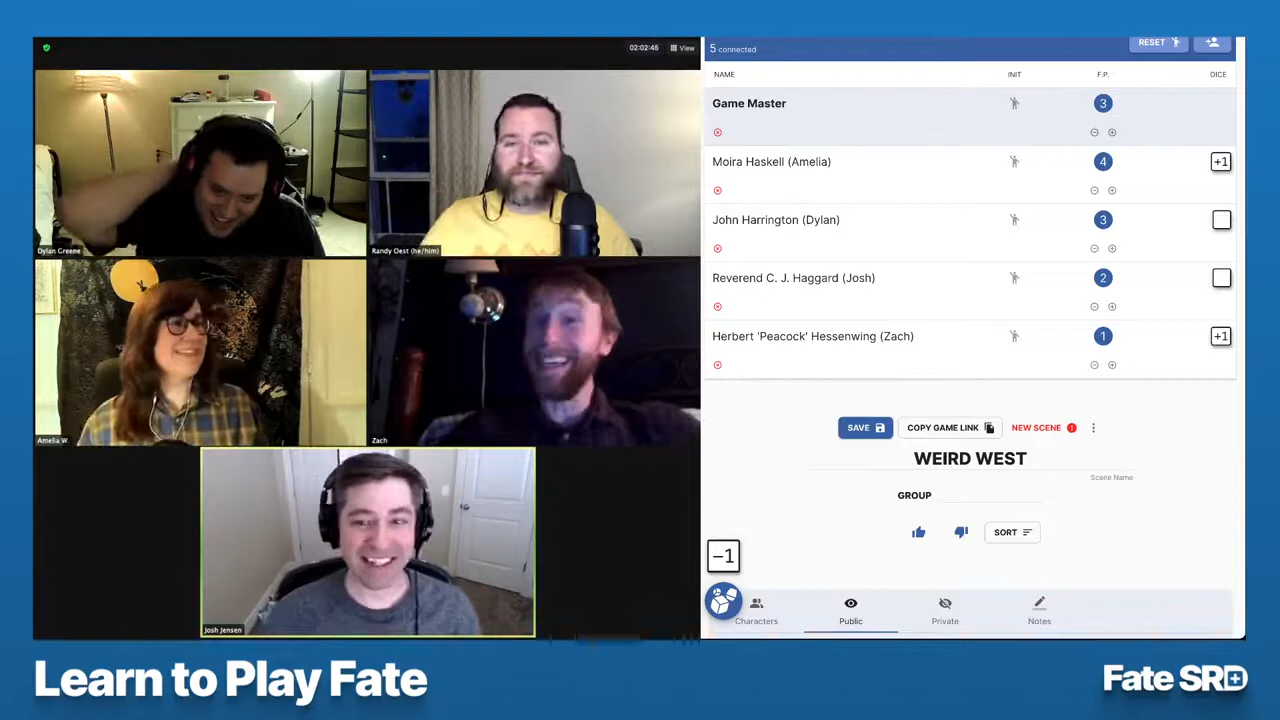 02:02:45
View
Dylan Greene
Randy Oest (he/him)
Amelia W.
Zach
Josh Jensen
5 connected
RESET
NAME
INIT
F.P.
DICE
Game Master
3
Moira Haskell (Amelia)
4
+1
John Harrington (Dylan)
3
Reverend C. J. Haggard (Josh)
2
Herbert 'Peacock' Hessenwing (Zach)
1
+1
SAVE
COPY GAME LINK
NEW SCENE
WEIRD WEST
Scene Name
GROUP
SORT
−1
Characters
Public
Private
Notes
Learn to Play Fate
Fate SRD